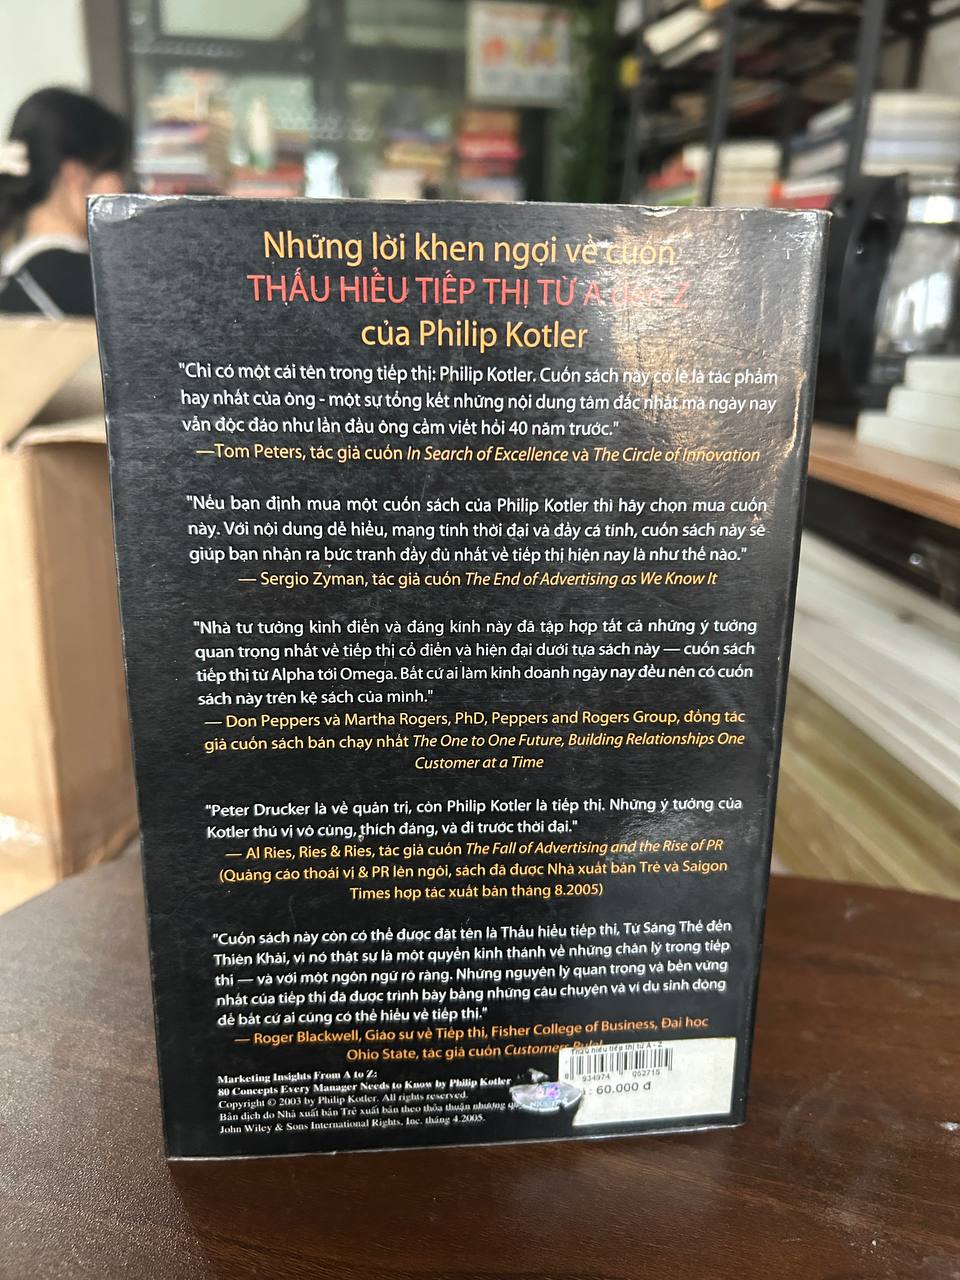 Những lời khen ngợi về cuốn
THẤU HIỂU TIẾP THỊ TỪ A đến Z
của Philip Kotler
"Chỉ có một cái tên trong tiếp thị: Philip Kotler. Cuốn sách này có lẽ là tác phẩm
hay nhất của ông - một sự tổng kết những nội dung tâm đắc nhất mà ngày nay
vẫn độc đáo như lần đầu ông cầm viết hồi 40 năm trước."
—Tom Peters, tác giả cuốn In Search of Excellence và The Circle of Innovation
"Nếu bạn định mua một cuốn sách của Philip Kotler thì hãy chọn mua cuốn
này. Với nội dung dễ hiểu, mang tính thời đại và đầy cá tính, cuốn sách này sẽ
giúp bạn nhận ra bức tranh đầy đủ nhất về tiếp thị hiện nay là như thế nào."
— Sergio Zyman, tác giả cuốn The End of Advertising as We Know It
"Nhà tư tưởng kinh điển và đáng kính này đã tập hợp tất cả những ý tưởng
quan trọng nhất về tiếp thị cổ điển và hiện đại dưới tựa sách này — cuốn sách
tiếp thị từ Alpha tới Omega. Bất cứ ai làm kinh doanh ngày nay đều nên có cuốn
sách này trên kệ sách của mình."
— Don Peppers và Martha Rogers, PhD, Peppers and Rogers Group, đồng tác
giả cuốn sách bán chạy nhất The One to One Future, Building Relationships One
Customer at a Time
"Peter Drucker là về quản trị, còn Philip Kotler là tiếp thị. Những ý tưởng của
Kotler thú vị vô cùng, thích đáng, và đi trước thời đại."
— Al Ries, Ries & Ries, tác giả cuốn The Fall of Advertising and the Rise of PR
(Quảng cáo thoái vị & PR lên ngôi, sách đã được Nhà xuất bản Trẻ và Saigon
Times hợp tác xuất bản tháng 8.2005)
"Cuốn sách này còn có thể được đặt tên là Thấu hiểu tiếp thị, Từ Sáng Thế đến
Thiên Khải, vì nó thật sự là một quyển kinh thánh về những chân lý trong tiếp
thị — và với một ngôn ngữ rõ ràng. Những nguyên lý quan trọng và bền vững
nhất của tiếp thị đã được trình bày bằng những câu chuyện và ví dụ sinh động
để bất cứ ai cũng có thể hiểu về tiếp thị."
— Roger Blackwell, Giáo sư về Tiếp thị, Fisher College of Business, Đại học
Ohio State, tác giả cuốn Customers Rule!
Marketing Insights From A to Z:
80 Concepts Every Manager Needs to Know by Philip Kotler
Copyright © 2003 by Philip Kotler. All rights reserved.
Bản dịch do Nhà xuất bản Trẻ xuất bản theo thỏa thuận nhượng
John Wiley & Sons International Rights, Inc. tháng 4.2005.
Thấu hiểu tiếp thị từ A - Z
8 934974 052715
: 60.000 đ